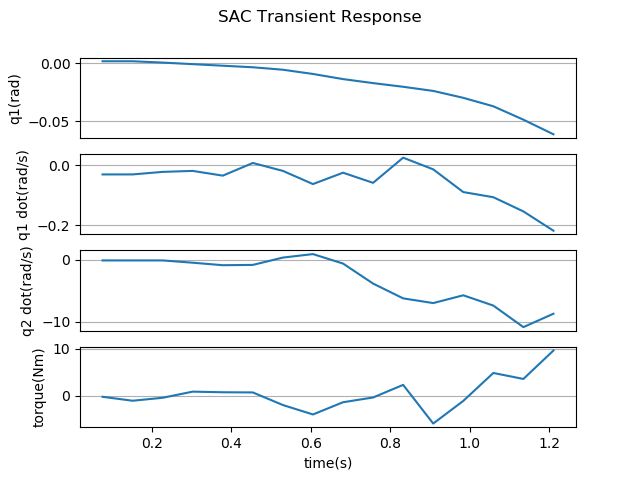 SAC Transient Response
q1(rad)
0.00
−0.05
q1 dot(rad/s)
0.0
−0.2
q2 dot(rad/s)
0
−10
torque(Nm)
10
0
0.2 0.4 0.6 0.8 1.0 1.2
time(s)